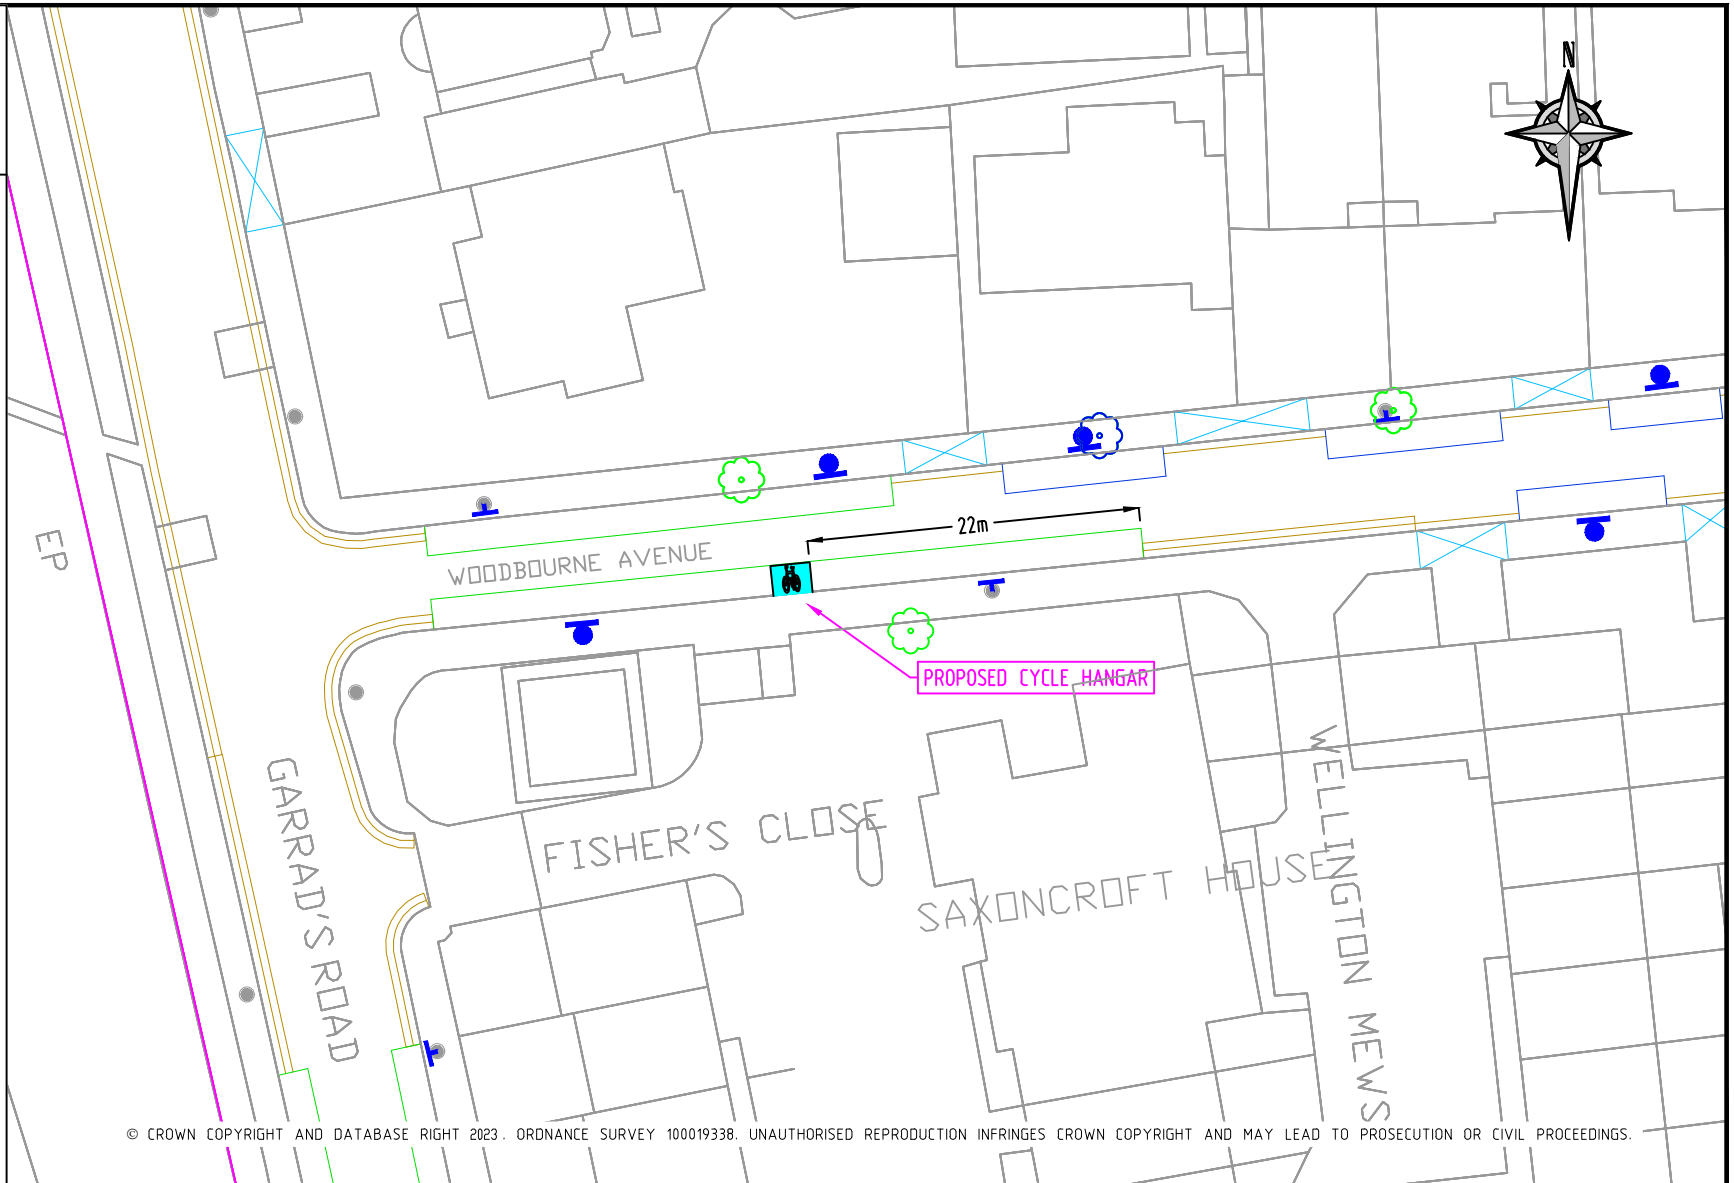 N
22m
WOODBOURNE AVENUE
EP
PROPOSED CYCLE HANGAR
GARRAD'S ROAD
FISHER'S CLOSE
SAXONCROFT HOUSE
WELLINGTON MEWS
© CROWN COPYRIGHT AND DATABASE RIGHT 2023. ORDNANCE SURVEY 100019338. UNAUTHORISED REPRODUCTION INFRINGES CROWN COPYRIGHT AND MAY LEAD TO PROSECUTION OR CIVIL PROCEEDINGS.